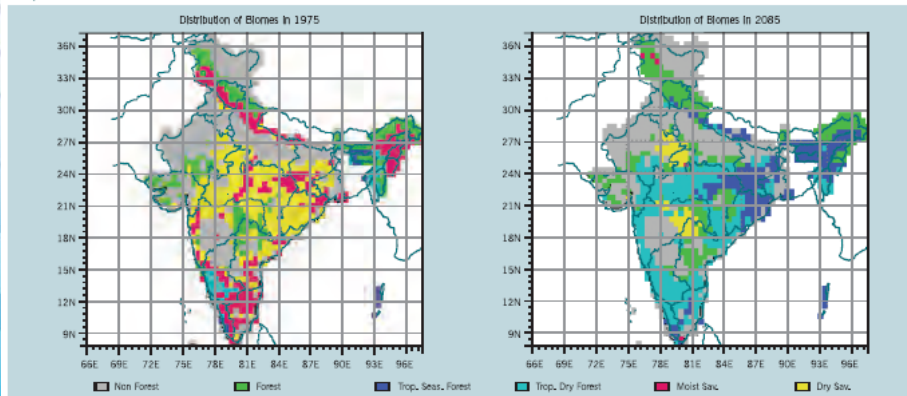 Distribution of Biomes in 1975
Distribution of Biomes in 2085
36N
33N
30N
27N
24N
21N
18N
15N
12N
9N
66E 69E 72E 75E 78E 81E 84E 87E 90E 93E 96E
36N
33N
30N
27N
24N
21N
18N
15N
12N
9N
66E 69E 72E 75E 78E 81E 84E 87E 90E 93E 96E
Non Forest Forest Trop. Seas. Forest Trop. Dry Forest Moist Sav. Dry Sav.